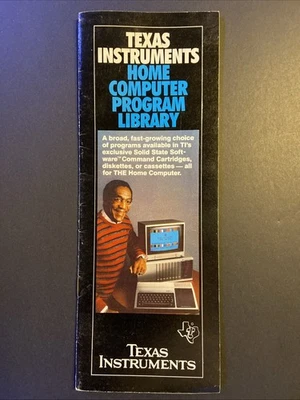 TEXAS
INSTRUMENTS
HOME
COMPUTER
PROGRAM
LIBRARY
A broad, fast-growing choice
of programs available in TI's
exclusive Solid State Soft-
ware™ Command Cartridges,
diskettes, or cassettes — all
for THE Home Computer.
TEXAS
INSTRUMENTS